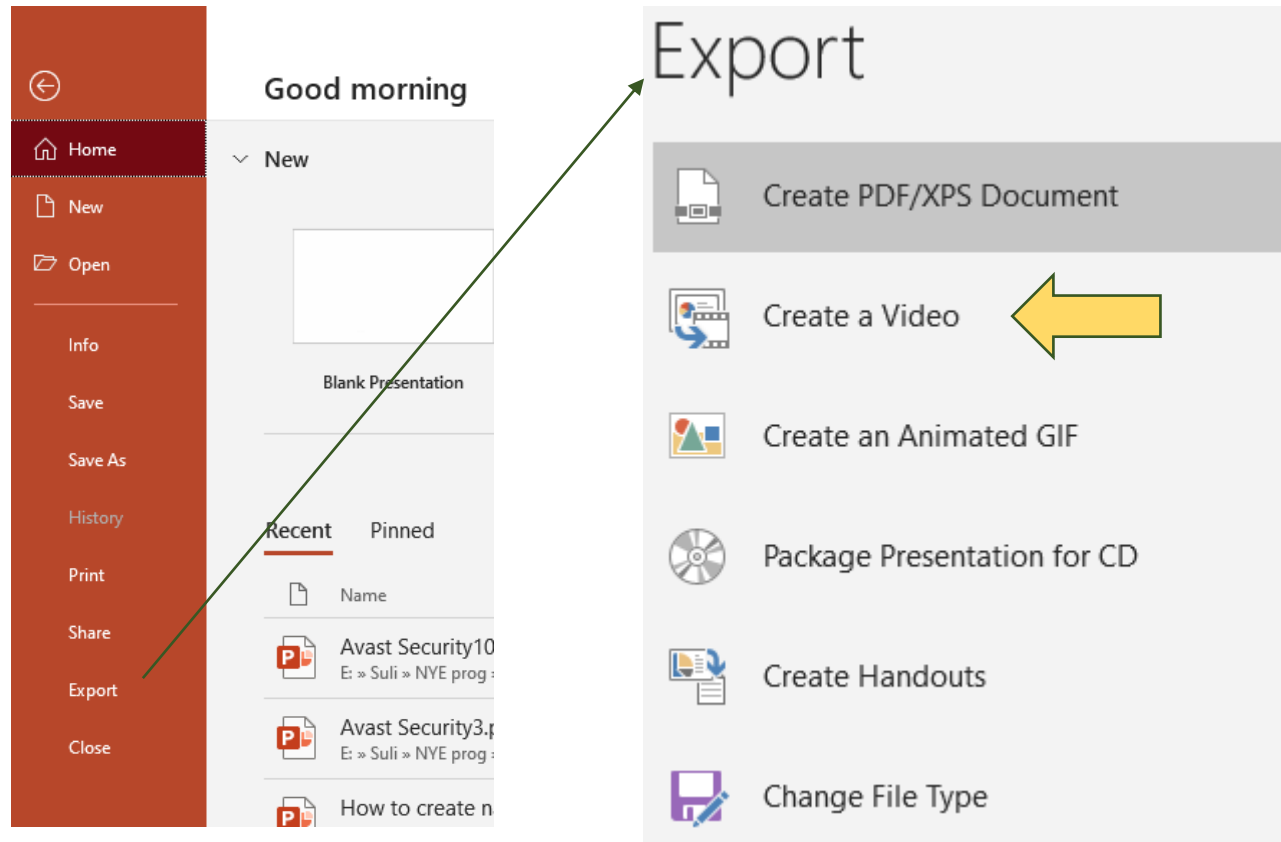 Good morning
Home
New
New
Open
Blank Presentation
Info
Save
Save As
History
Print
Share
Export
Close
Recent Pinned
Name
Avast Security10
E: » Suli » NYE prog »
Avast Security3.p
E: » Suli » NYE prog »
How to create n
Export
Create PDF/XPS Document
Create a Video
Create an Animated GIF
Package Presentation for CD
Create Handouts
Change File Type